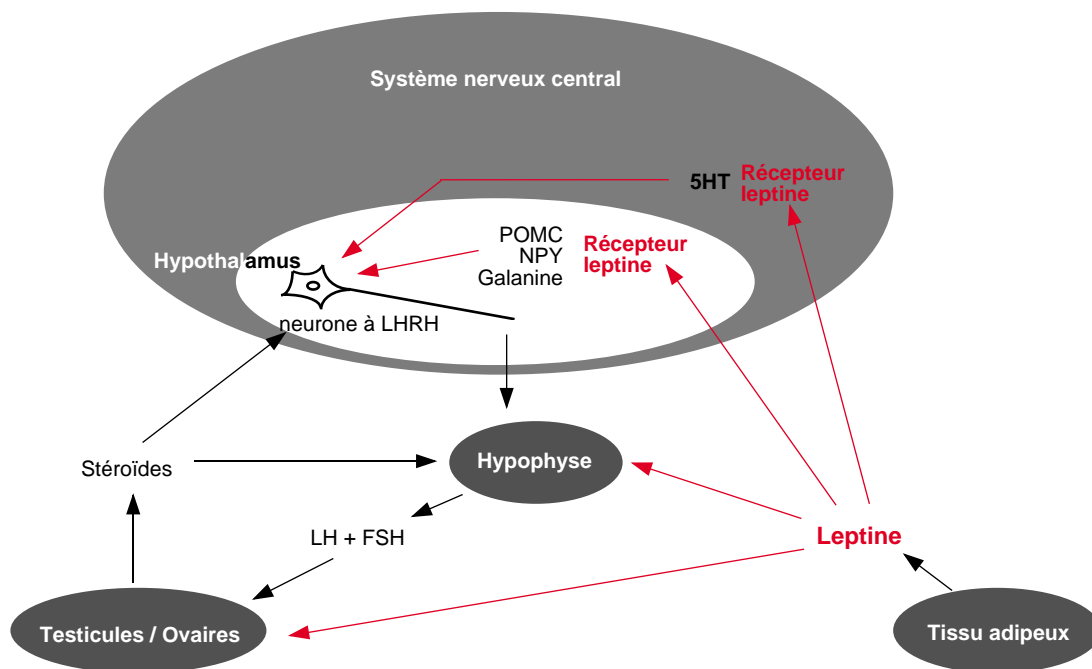 Système nerveux central
5HT Récepteur
leptine
POMC
NPY
Galanine
Récepteur
leptine
Hypothalamus
neurone à LHRH
Stéroïdes
Hypophyse
LH + FSH
Leptine
Testicules / Ovaires
Tissu adipeux